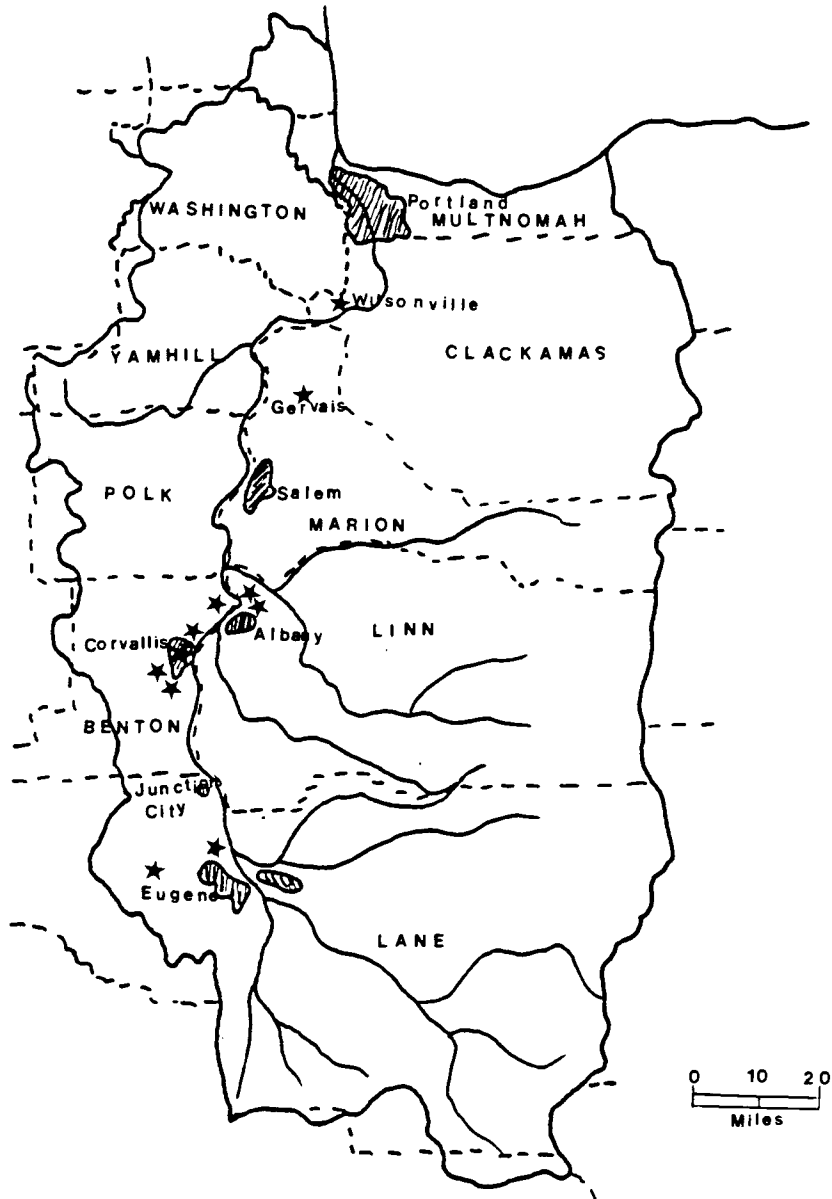 Portland
WASHINGTON
MULTNOMAH
Wilsonville
YAMHILL
CLACKAMAS
Gervais
POLK
Salem
MARION
Corvallis
Albany
LINN
BENTON
Junction
City
Eugene
LANE
0 10 20
Miles